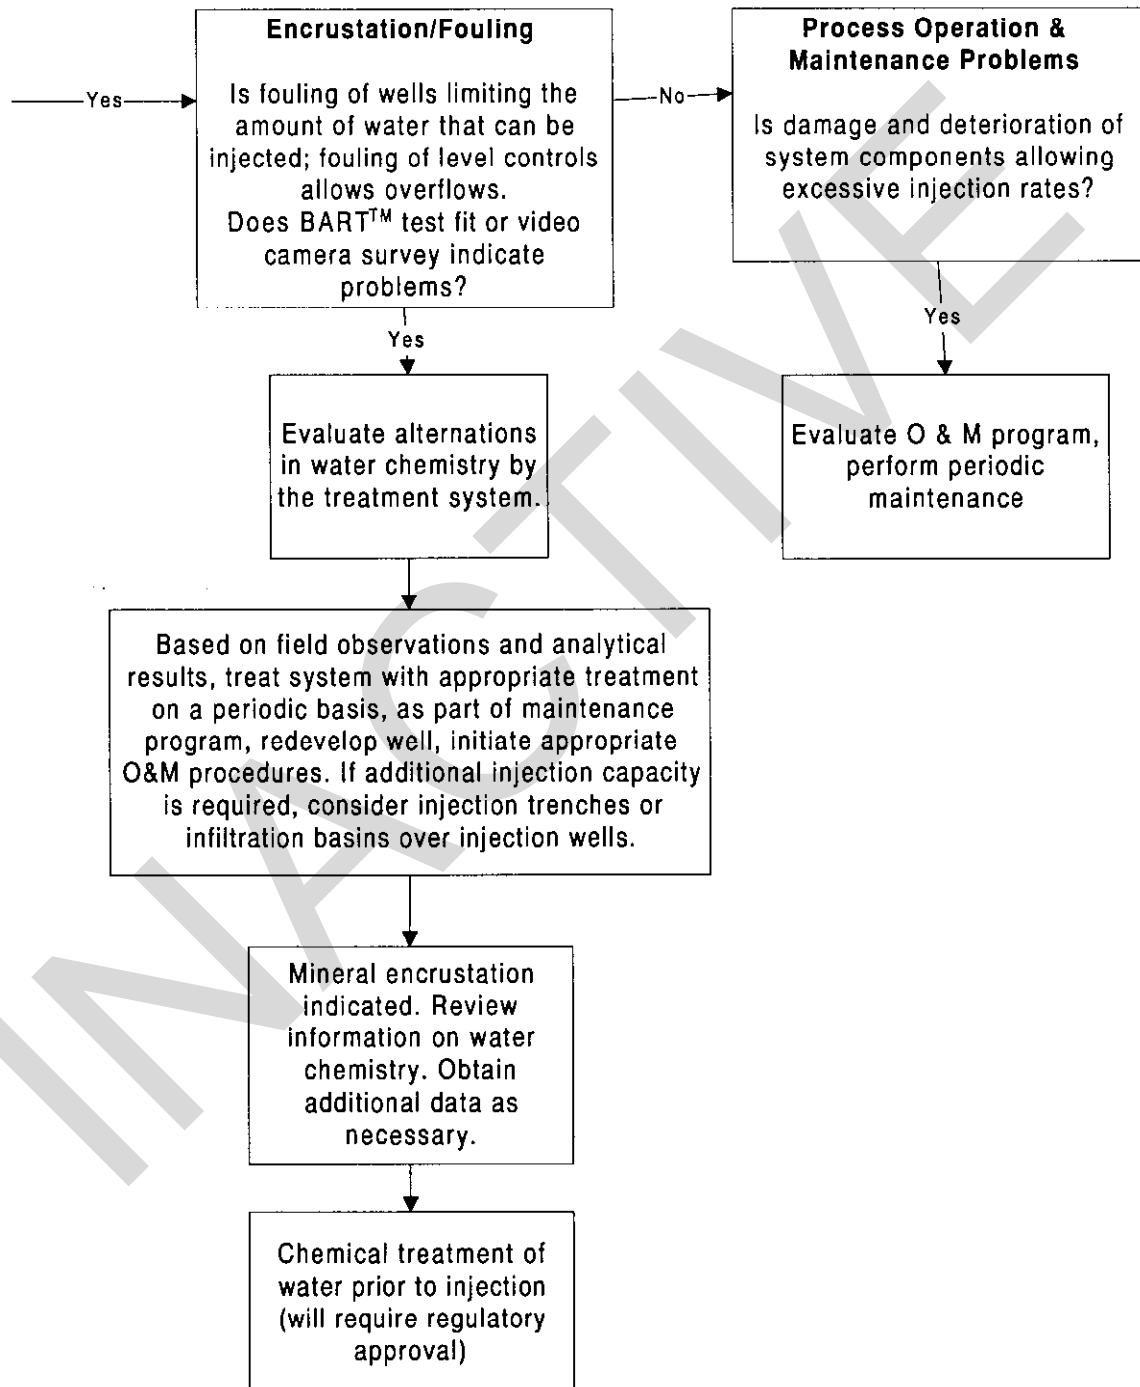 Encrustation/Fouling
Is fouling of wells limiting the
amount of water that can be
injected; fouling of level controls
allows overflows.
Does BART™ test fit or video
camera survey indicate
problems?
Process Operation &
Maintenance Problems
Is damage and deterioration of
system components allowing
excessive injection rates?
Yes
No
Yes
Yes
Evaluate alternations
in water chemistry by
the treatment system.
Evaluate O & M program,
perform periodic
maintenance
Based on field observations and analytical
results, treat system with appropriate treatment
on a periodic basis, as part of maintenance
program, redevelop well, initiate appropriate
O&M procedures. If additional injection capacity
is required, consider injection trenches or
infiltration basins over injection wells.
Mineral encrustation
indicated. Review
information on water
chemistry. Obtain
additional data as
necessary.
Chemical treatment of
water prior to injection
(will require regulatory
approval)
INACTIVE